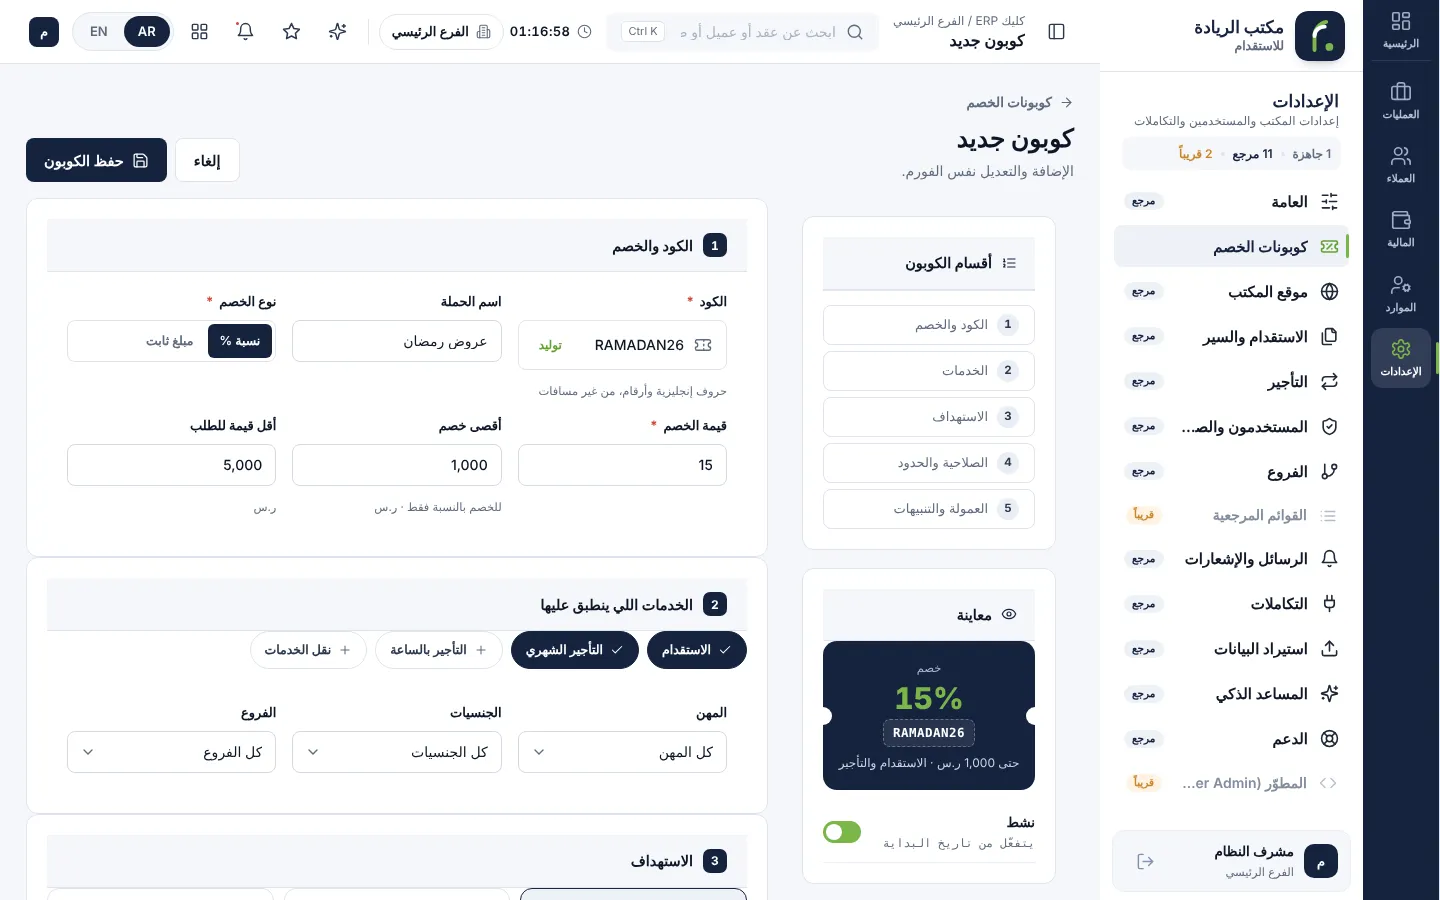 الرئيسية
العمليات
العملاء
المالية
الموارد
الإعدادات
مكتب الريادة
للاستقدام
الإعدادات
إعدادات المكتب والمستخدمين والتكاملات
1 جاهزة · 11 مرجع · 2 قريباً
العامة مرجع
كوبونات الخصم
موقع المكتب مرجع
الاستقدام والسير مرجع
التأجير مرجع
المستخدمون والصـ... مرجع
الفروع مرجع
القوائم المرجعية قريباً
الرسائل والإشعارات مرجع
التكاملات مرجع
استيراد البيانات مرجع
المساعد الذكي مرجع
الدعم مرجع
المطوّر (er Admin... قريباً
م
مشرف النظام
الفرع الرئيسي
كليك ERP / الفرع الرئيسي
كوبون جديد
ابحث عن عقد أو عميل أو ص Ctrl K
01:16:58
الفرع الرئيسي
AR EN
م
كوبونات الخصم
كوبون جديد
الإضافة والتعديل نفس الفورم.
إلغاء
حفظ الكوبون
أقسام الكوبون
1 الكود والخصم
2 الخدمات
3 الاستهداف
4 الصلاحية والحدود
5 العمولة والتنبيهات
معاينة
خصم
15%
RAMADAN26
حتى 1,000 ر.س · الاستقدام والتأجير
نشط
يتفعّل من تاريخ البداية
1 الكود والخصم
الكود *
RAMADAN26 توليد
حروف إنجليزية وأرقام، من غير مسافات
اسم الحملة
عروض رمضان
نوع الخصم *
نسبة % مبلغ ثابت
قيمة الخصم *
15
أقصى خصم
1,000
للخصم بالنسبة فقط · ر.س
أقل قيمة للطلب
5,000
ر.س
2 الخدمات اللي ينطبق عليها
الاستقدام
التأجير الشهري
التأجير بالساعة
نقل الخدمات
المهن
كل المهن
الجنسيات
كل الجنسيات
الفروع
كل الفروع
3 الاستهداف